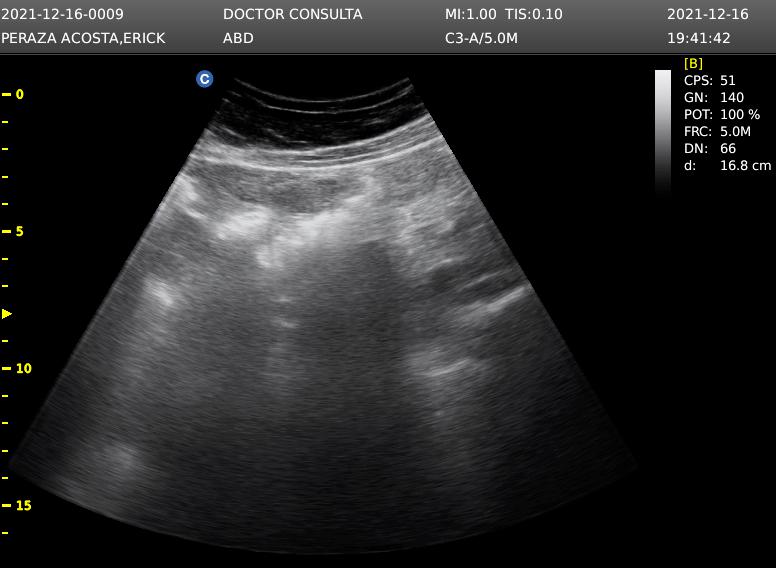 2021-12-16-0009 DOCTOR CONSULTA MI:1.00 TIS:0.10 2021-12-16
PERAZA ACOSTA,ERICK ABD C3-A/5.0M 19:41:42
C
[B]
CPS: 51
GN: 140
POT: 100 %
FRC: 5.0M
DN: 66
d: 16.8 cm
0
5
10
15